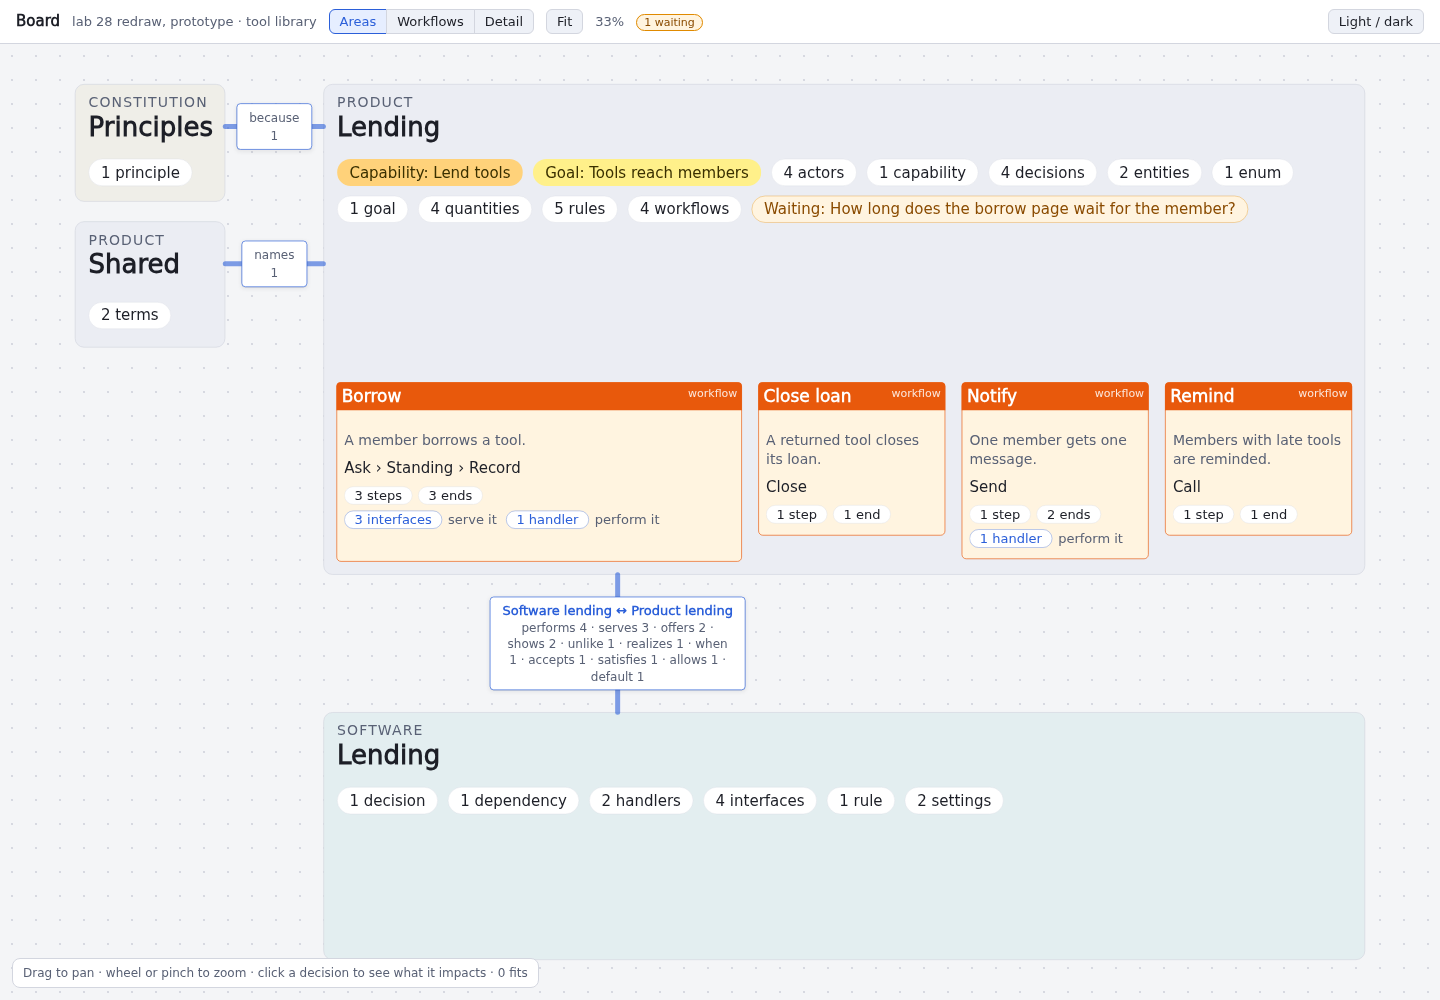 Board lab 28 redraw, prototype · tool library Areas Workflows Detail Fit 33% 1 waiting Light / dark
CONSTITUTION
Principles
1 principle
because
1
PRODUCT
Shared
2 terms
names
1
PRODUCT
Lending
Capability: Lend tools Goal: Tools reach members 4 actors 1 capability 4 decisions 2 entities 1 enum
1 goal 4 quantities 5 rules 4 workflows Waiting: How long does the borrow page wait for the member?
Borrow workflow
A member borrows a tool.
Ask › Standing › Record
3 steps 3 ends
3 interfaces serve it 1 handler perform it
Close loan workflow
A returned tool closes
its loan.
Close
1 step 1 end
Notify workflow
One member gets one
message.
Send
1 step 2 ends
1 handler perform it
Remind workflow
Members with late tools
are reminded.
Call
1 step 1 end
Software lending ↔ Product lending
performs 4 · serves 3 · offers 2 ·
shows 2 · unlike 1 · realizes 1 · when
1 · accepts 1 · satisfies 1 · allows 1 ·
default 1
SOFTWARE
Lending
1 decision 1 dependency 2 handlers 4 interfaces 1 rule 2 settings
Drag to pan · wheel or pinch to zoom · click a decision to see what it impacts · 0 fits